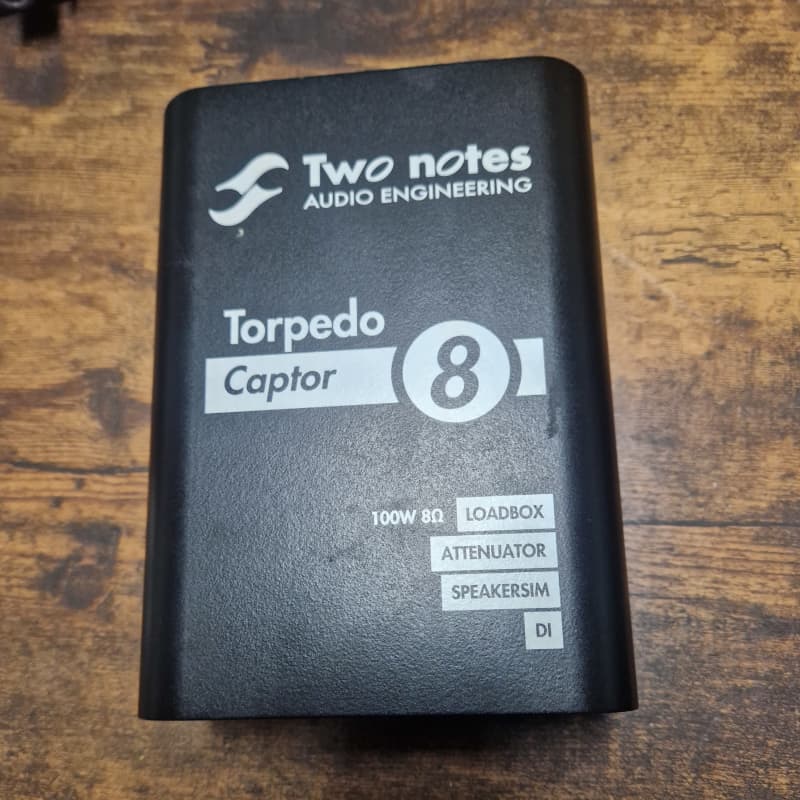 Two notes
AUDIO ENGINEERING
Torpedo
Captor 8
100W 8Ω LOADBOX
ATTENUATOR
SPEAKERSIM
DI